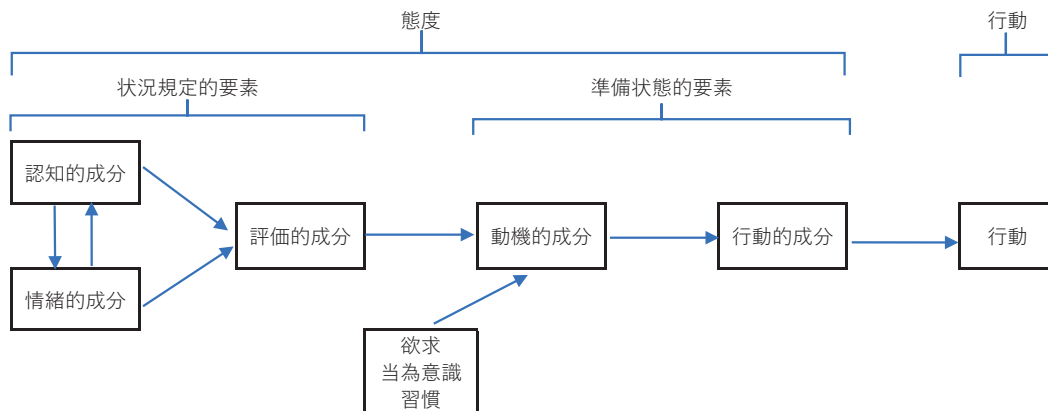 態度
行動
状況規定的要素
準備状態的要素
認知的成分
評価的成分
動機的成分
行動的成分
行動
情緒的成分
欲求
当為意識
習慣